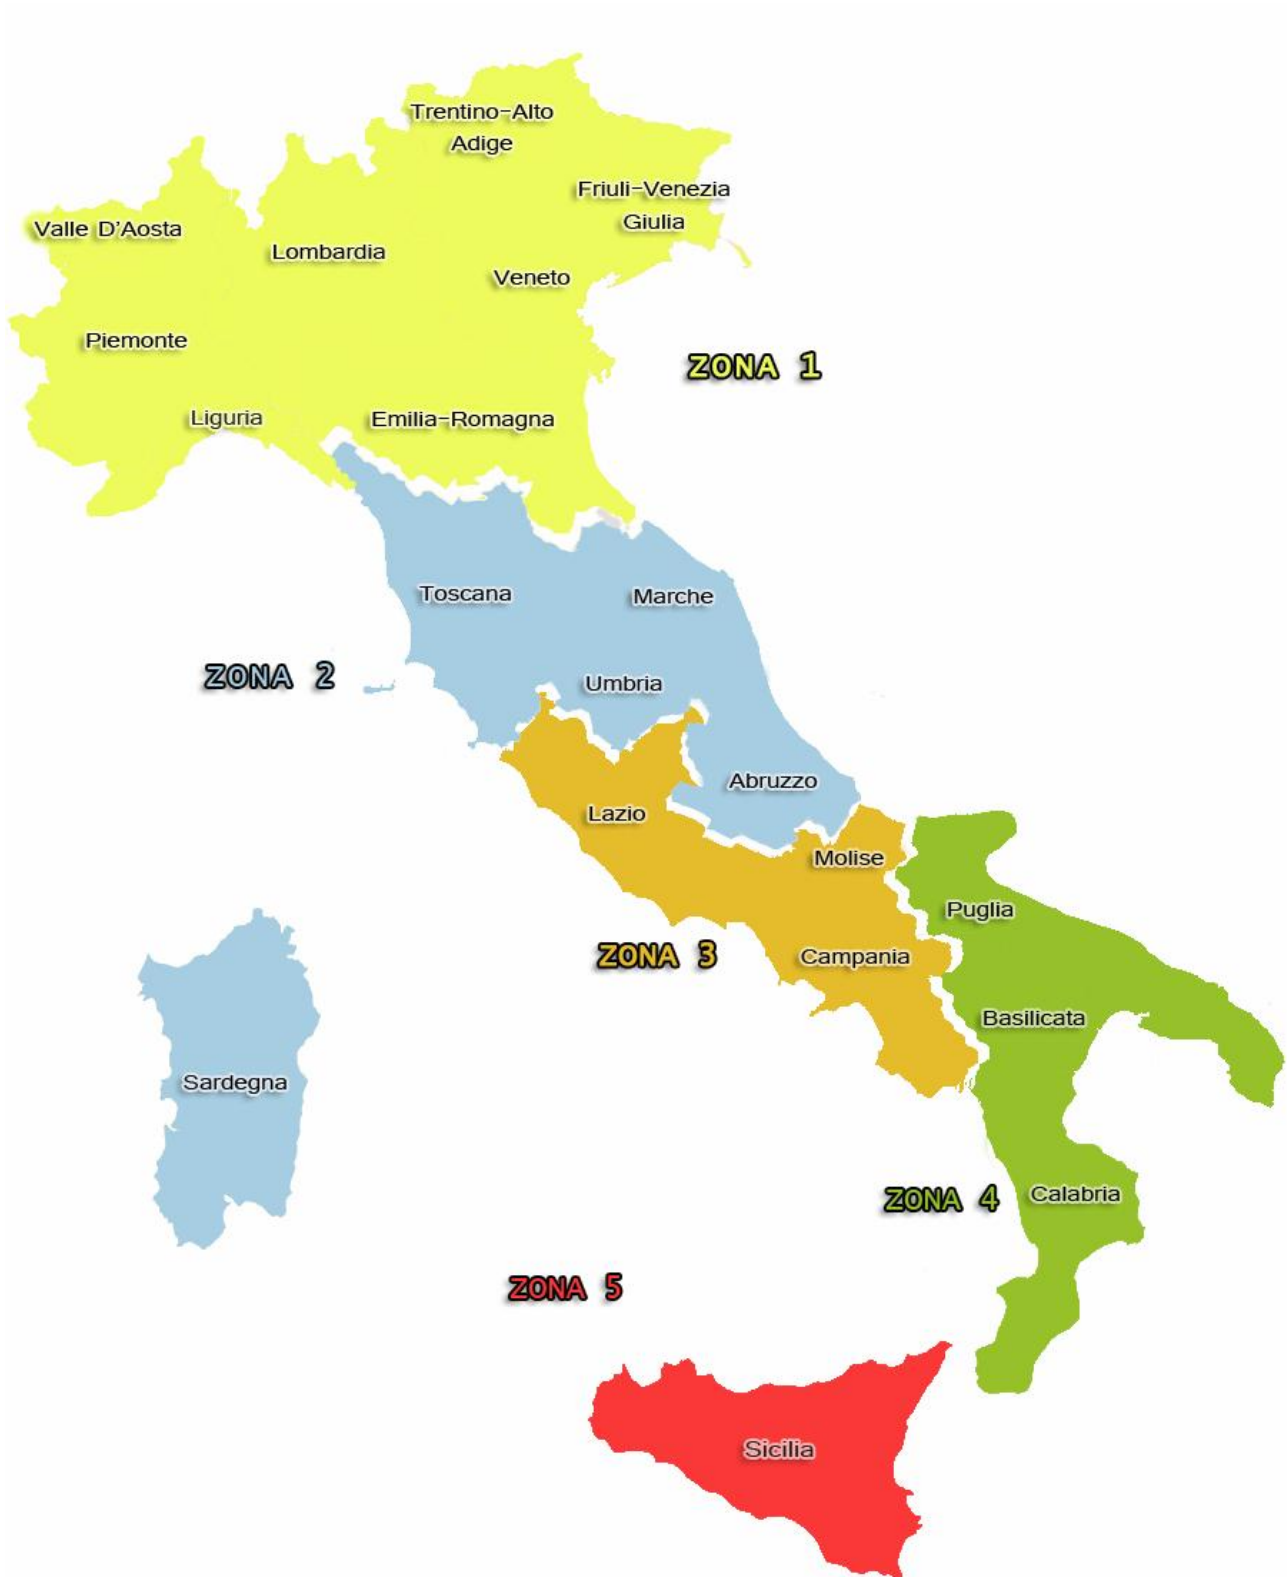 Trentino-Alto
Adige
Friuli-Venezia
Giulia
Valle D'Aosta
Lombardia
Veneto
Piemonte
ZONA 1
Liguria
Emilia-Romagna
Toscana
Marche
ZONA 2
Umbria
Abruzzo
Lazio
Molise
Puglia
ZONA 3
Campania
Basilicata
Sardegna
Calabria
ZONA 4
ZONA 5
Sicilia